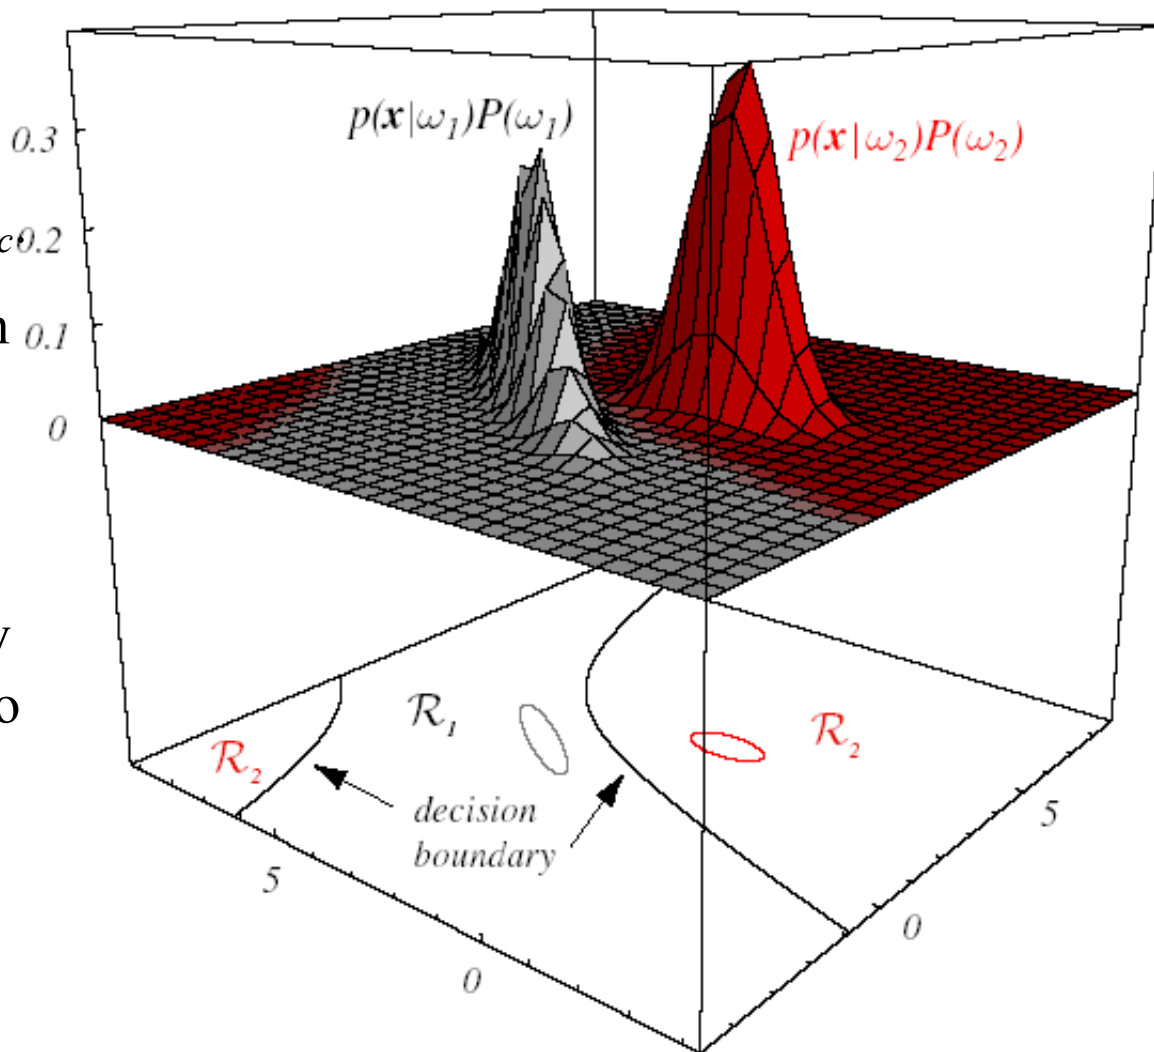 0.3
p(x|ω₁)P(ω₁)
p(x|ω₂)P(ω₂)
c.
0.2
n
0.1
0
y
o
R₁
R₂
R₂
decision
boundary
5
0
5
0